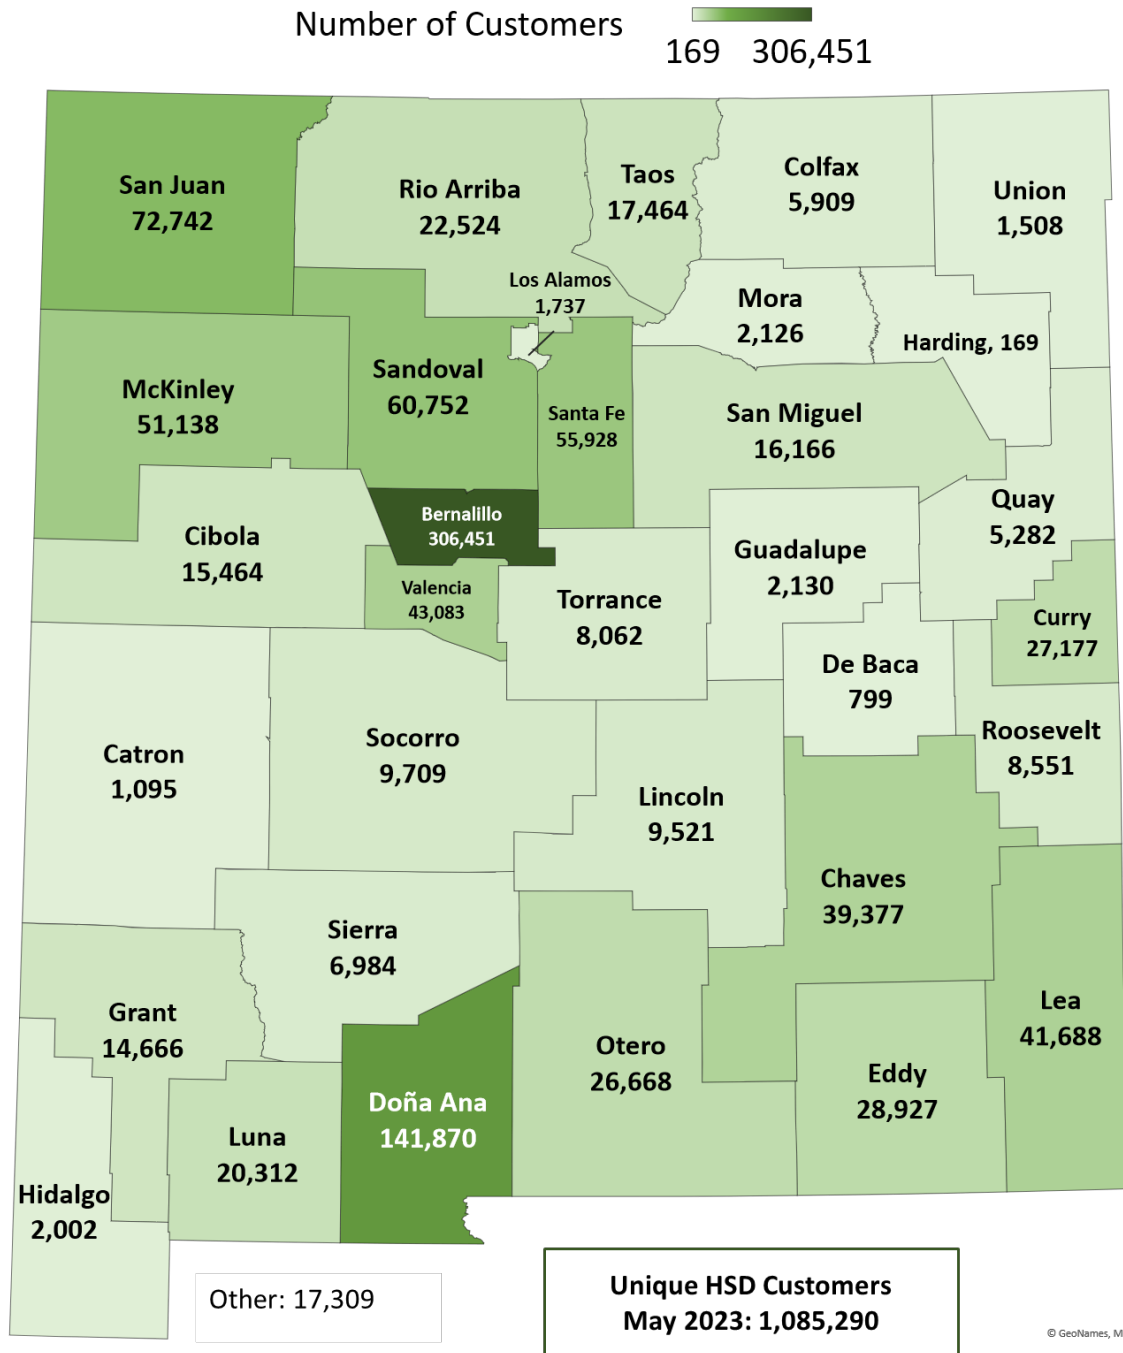 Number of Customers
169 306,451
San Juan
72,742
Rio Arriba
22,524
Taos
17,464
Colfax
5,909
Union
1,508
Los Alamos
1,737
Mora
2,126
Harding, 169
McKinley
51,138
Sandoval
60,752
Santa Fe
55,928
San Miguel
16,166
Quay
5,282
Cibola
15,464
Bernalillo
306,451
Valencia
43,083
Torrance
8,062
Guadalupe
2,130
Curry
27,177
De Baca
799
Roosevelt
8,551
Catron
1,095
Socorro
9,709
Lincoln
9,521
Chaves
39,377
Sierra
6,984
Grant
14,666
Lea
41,688
Otero
26,668
Eddy
28,927
Doña Ana
141,870
Luna
20,312
Hidalgo
2,002
Other: 17,309
Unique HSD Customers
May 2023: 1,085,290
© GeoNames, M